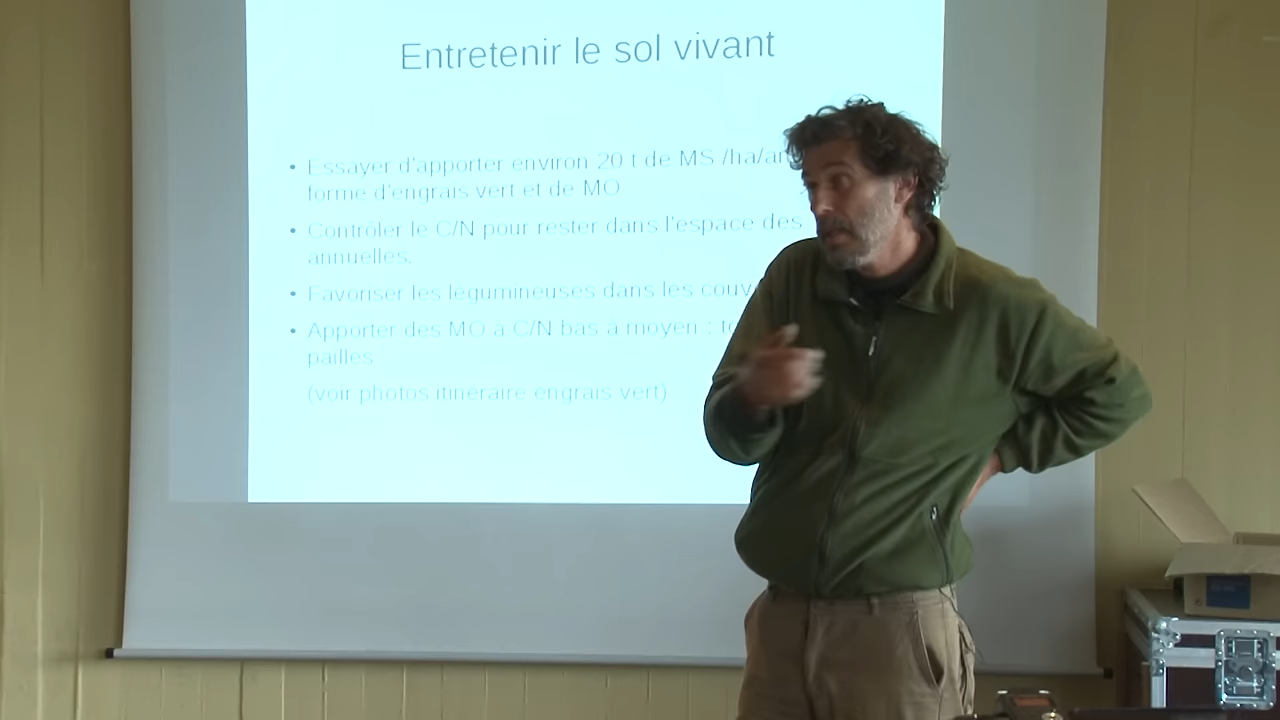 Entretenir le sol vivant
• Essayer d'apporter environ 20 t de MS /ha/an
forme d'engrais vert et de MO
• Contrôler le C/N pour rester dans l'espace des
annuelles.
• Favoriser les légumineuses dans les
• Apporter des MO à C/N bas à moyen :
pailles
(voir photos itinéraire engrais vert)